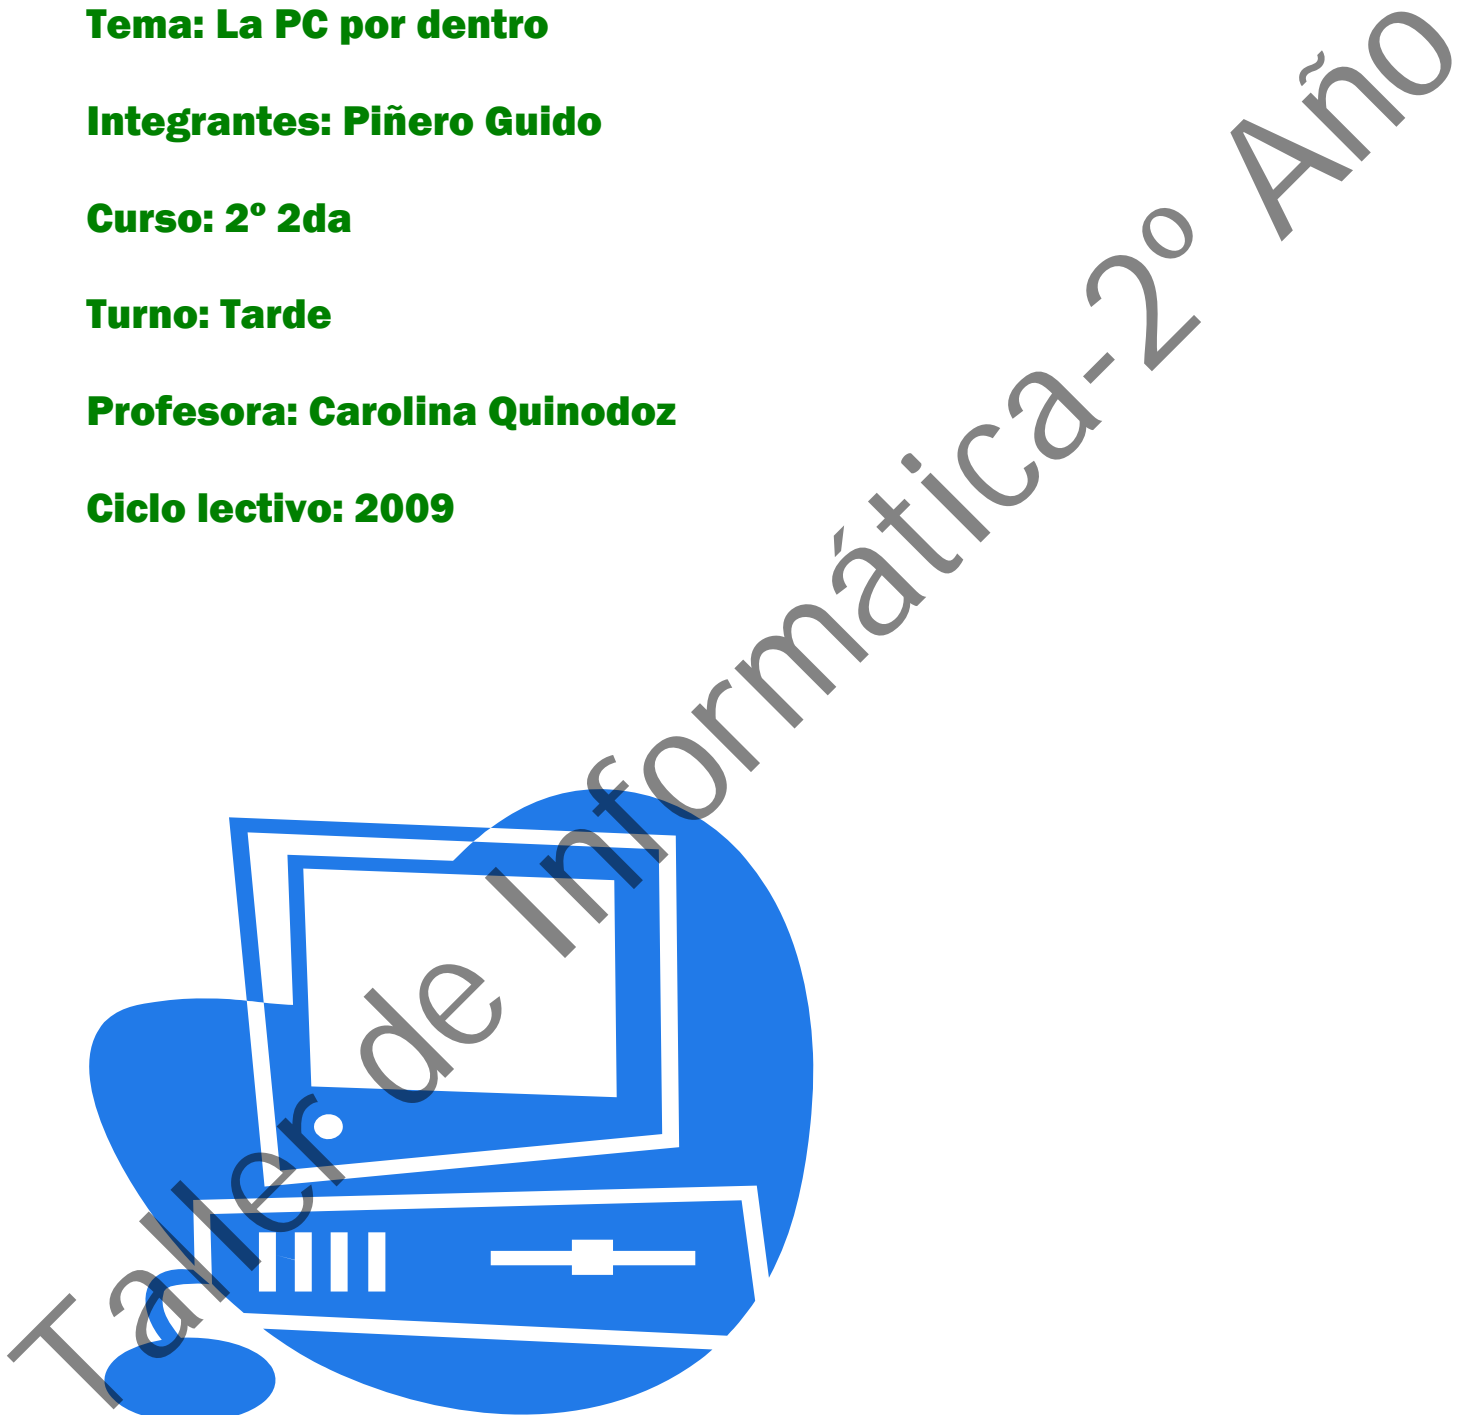 Tema: La PC por dentro
Integrantes: Piñero Guido
Curso: 2º 2da
Turno: Tarde
Profesora: Carolina Quinodoz
Ciclo lectivo: 2009
Taller de Informática-2º Año